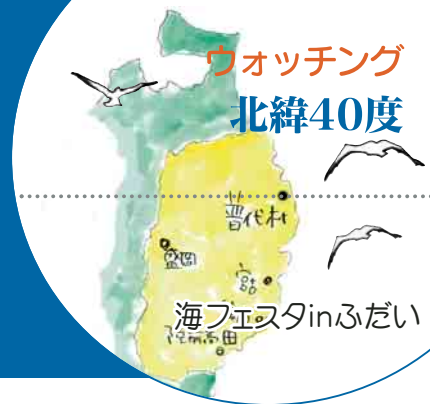 ウォッチング
北緯40度
普代村
盛岡
宮古
海フェスタinふだい
陸前高田